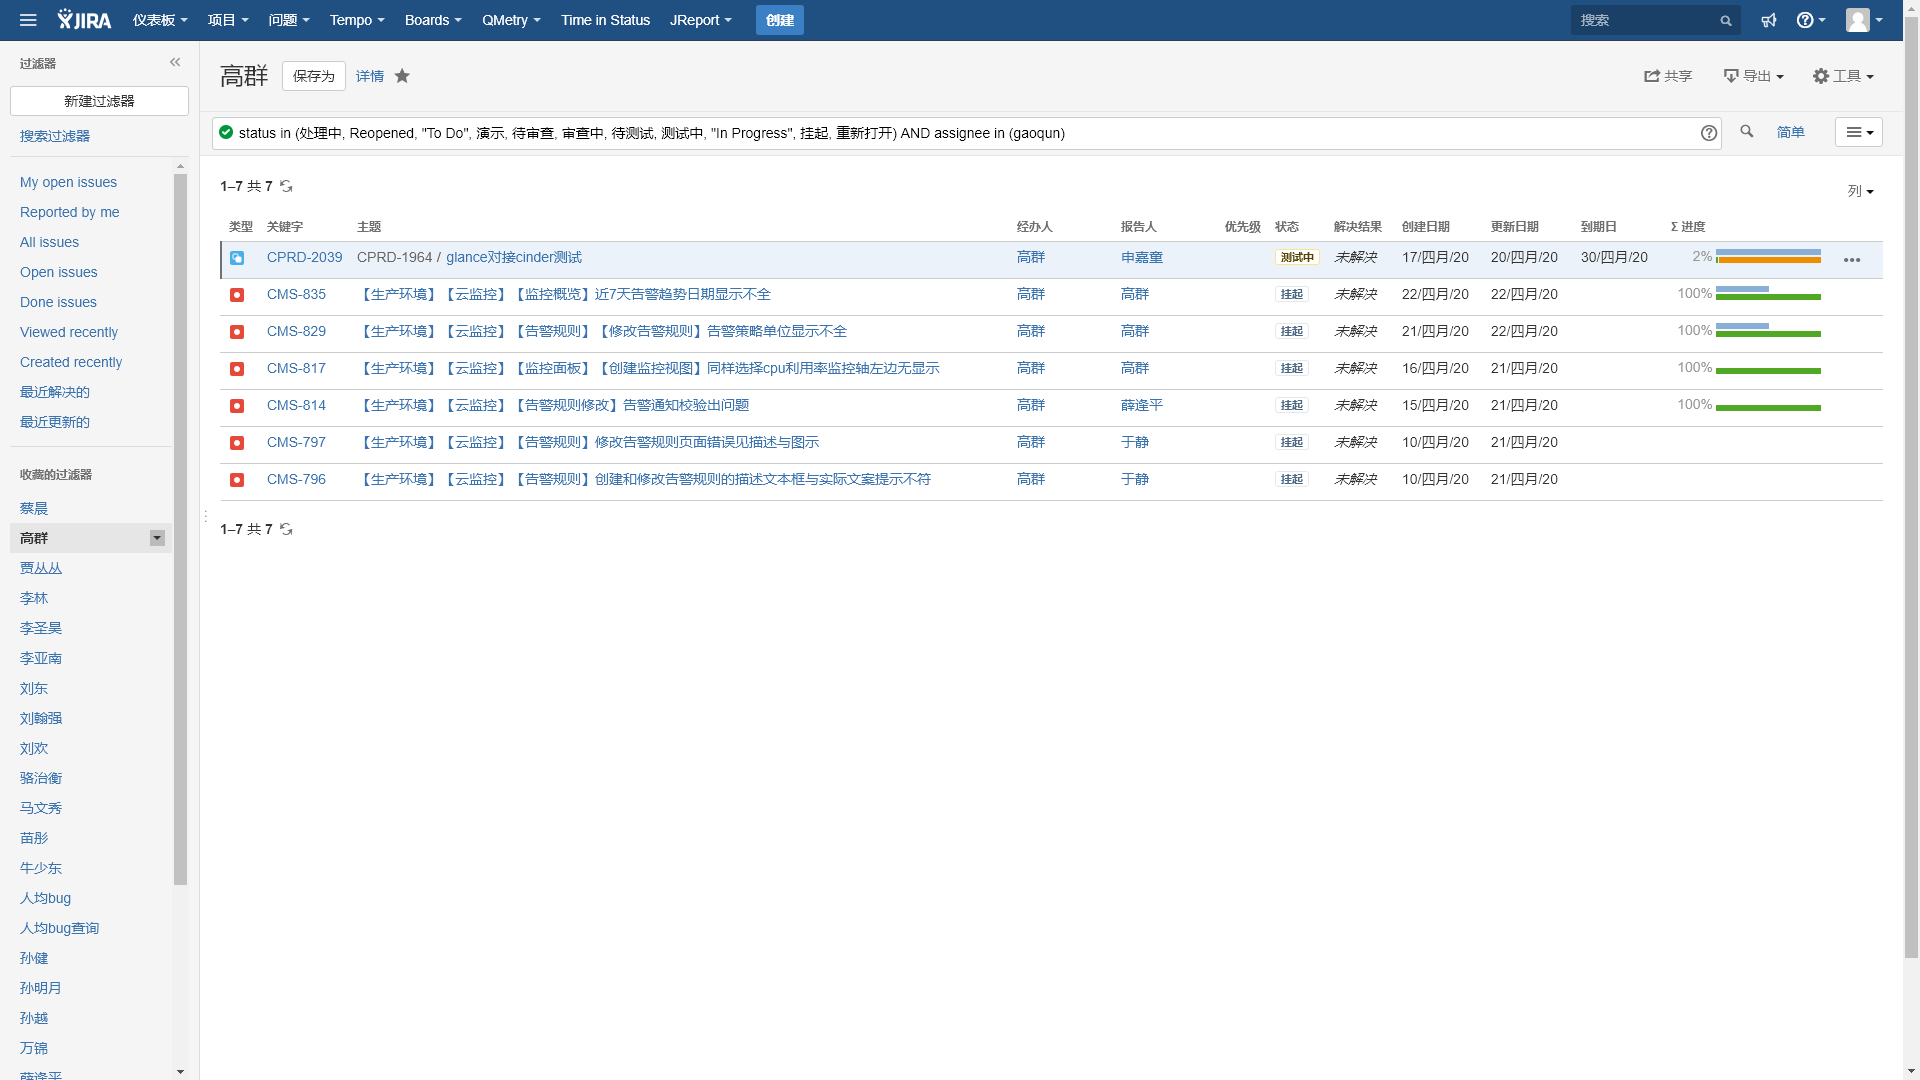 JIRA 仪表板 项目 问题 Tempo Boards QMetry Time in Status JReport 创建 搜索
过滤器
新建过滤器
搜索过滤器
My open issues
Reported by me
All issues
Open issues
Done issues
Viewed recently
Created recently
最近解决的
最近更新的
收藏的过滤器
蔡晨
高群
贾丛丛
李林
李圣昊
李亚南
刘东
刘翰强
刘欢
骆治衡
马文秀
苗彤
牛少东
人均bug
人均bug查询
孙健
孙明月
孙越
万锦
薛逢平
高群 保存为 详情 共享 导出 工具
status in (处理中, Reopened, "To Do", 演示, 待审查, 审查中, 待测试, 测试中, "In Progress", 挂起, 重新打开) AND assignee in (gaoqun) 简单
1–7 共 7
列
类型 关键字 主题 经办人 报告人 优先级 状态 解决结果 创建日期 更新日期 到期日 Σ 进度
CPRD-2039 CPRD-1964 / glance对接cinder测试 高群 申嘉童 测试中 未解决 17/四月/20 20/四月/20 30/四月/20 2%
CMS-835 【生产环境】【云监控】【监控概览】近7天告警趋势日期显示不全 高群 高群 挂起 未解决 22/四月/20 22/四月/20 100%
CMS-829 【生产环境】【云监控】【告警规则】【修改告警规则】告警策略单位显示不全 高群 高群 挂起 未解决 21/四月/20 22/四月/20 100%
CMS-817 【生产环境】【云监控】【监控面板】【创建监控视图】同样选择cpu利用率监控轴左边无显示 高群 高群 挂起 未解决 16/四月/20 21/四月/20 100%
CMS-814 【生产环境】【云监控】【告警规则修改】告警通知校验出问题 高群 薛逢平 挂起 未解决 15/四月/20 21/四月/20 100%
CMS-797 【生产环境】【云监控】【告警规则】修改告警规则页面错误见描述与图示 高群 于静 挂起 未解决 10/四月/20 21/四月/20
CMS-796 【生产环境】【云监控】【告警规则】创建和修改告警规则的描述文本框与实际文案提示不符 高群 于静 挂起 未解决 10/四月/20 21/四月/20
1–7 共 7